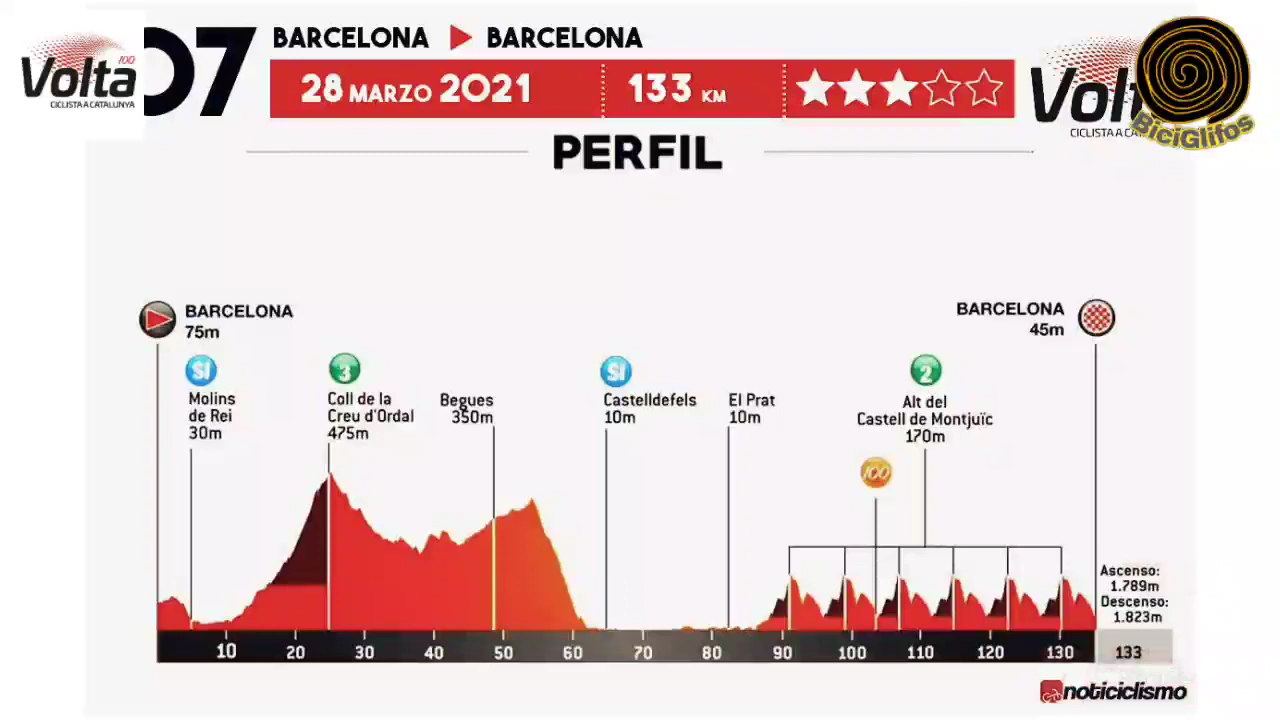 Volta
100
CICLISTA A CATALUNYA
07
BARCELONA BARCELONA
28 MARZO 2021
133 KM
Volt
CICLISTA A CA
BiciGlifos
PERFIL
BARCELONA
75m
BARCELONA
45m
SI
Molins
de Rei
30m
3
Coll de la
Creu d'Ordal
475m
Begues
350m
SI
Castelldefels
10m
El Prat
10m
2
Alt del
Castell de Montjuïc
170m
100
Ascenso:
1.789m
Descenso:
1.823m
10 20 30 40 50 60 70 80 90 100 110 120 130 133
noticiclismo